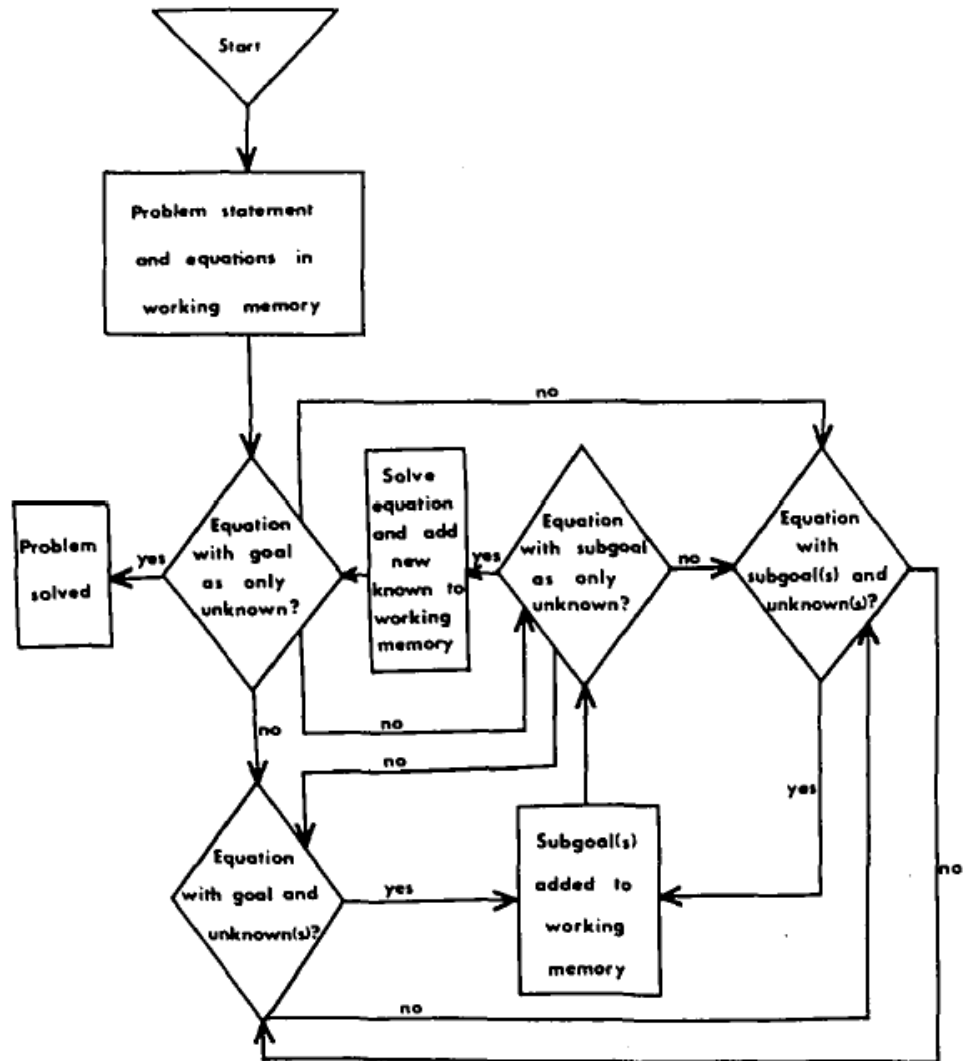 Start
Problem statement
and equations in
working memory
no
Problem
solved
yes
Equation
with goal
as only
unknown?
Solve
equation
and add
new
known to
working
memory
yes
Equation
with subgoal
as only
unknown?
no
Equation
with
subgoal(s) and
unknown(s)?
no
no
no
yes
no
Equation
with goal and
unknown(s)?
yes
Subgoal(s)
added to
working
memory
no